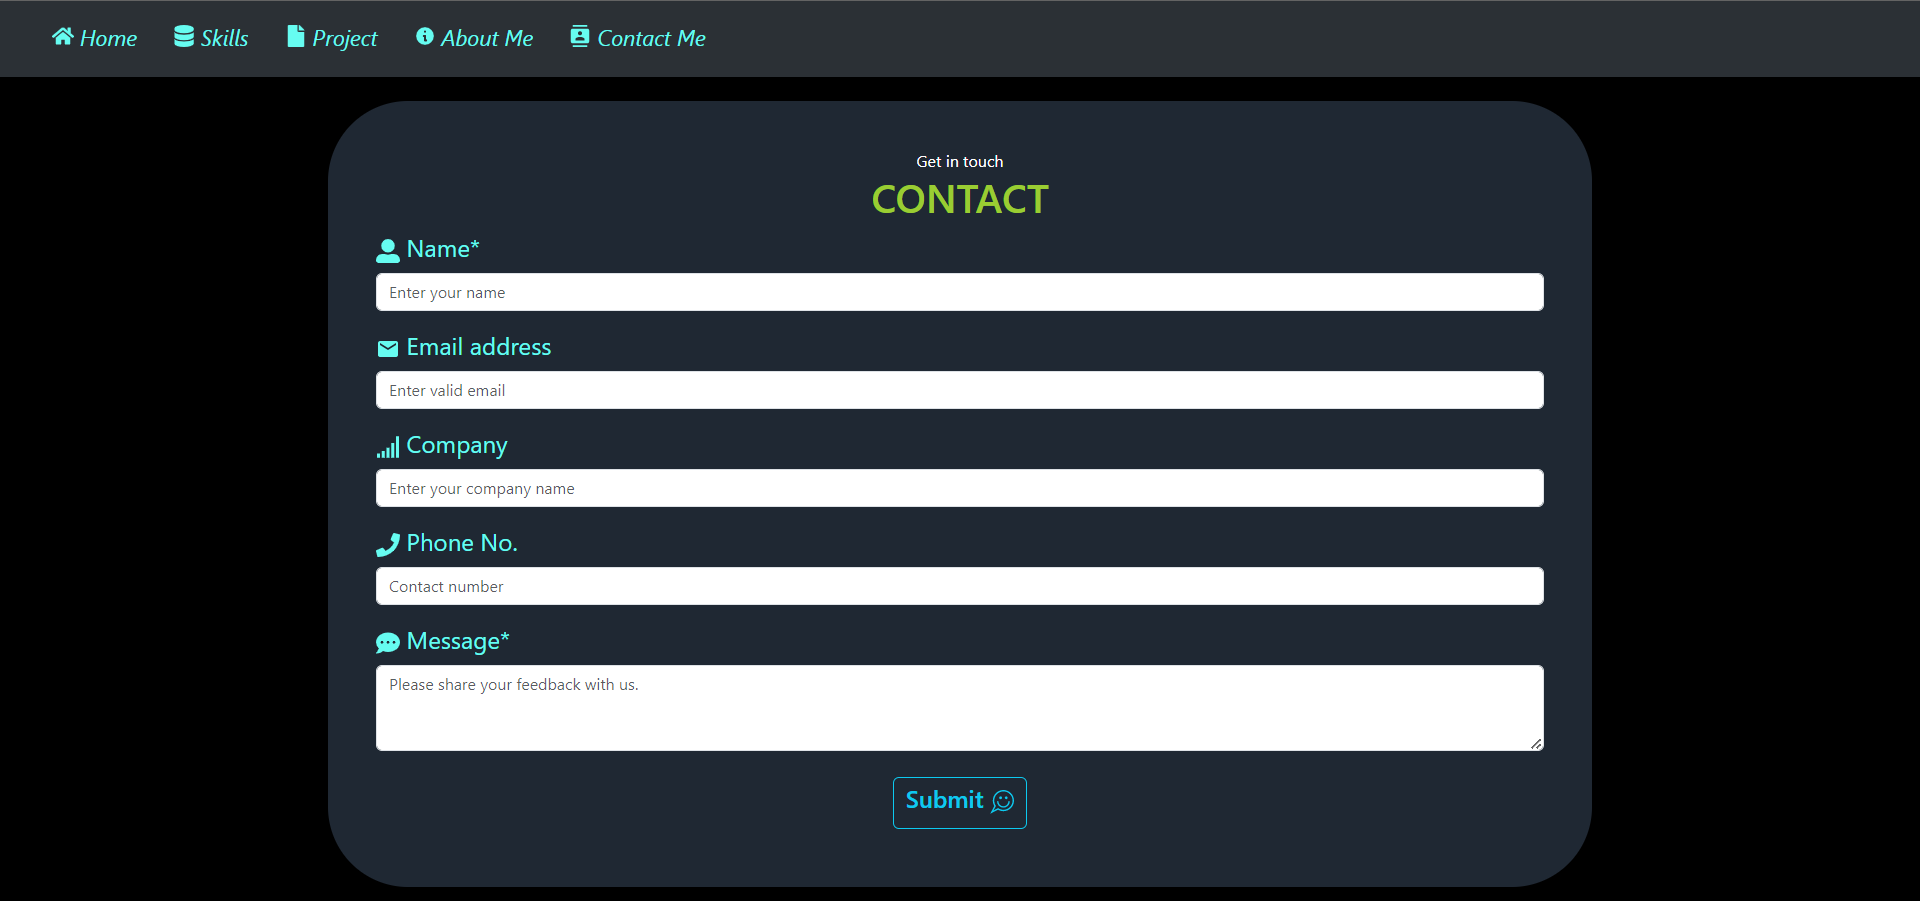 Home Skills Project About Me Contact Me
Get in touch
CONTACT
Name*
Enter your name
Email address
Enter valid email
Company
Enter your company name
Phone No.
Contact number
Message*
Please share your feedback with us.
Submit